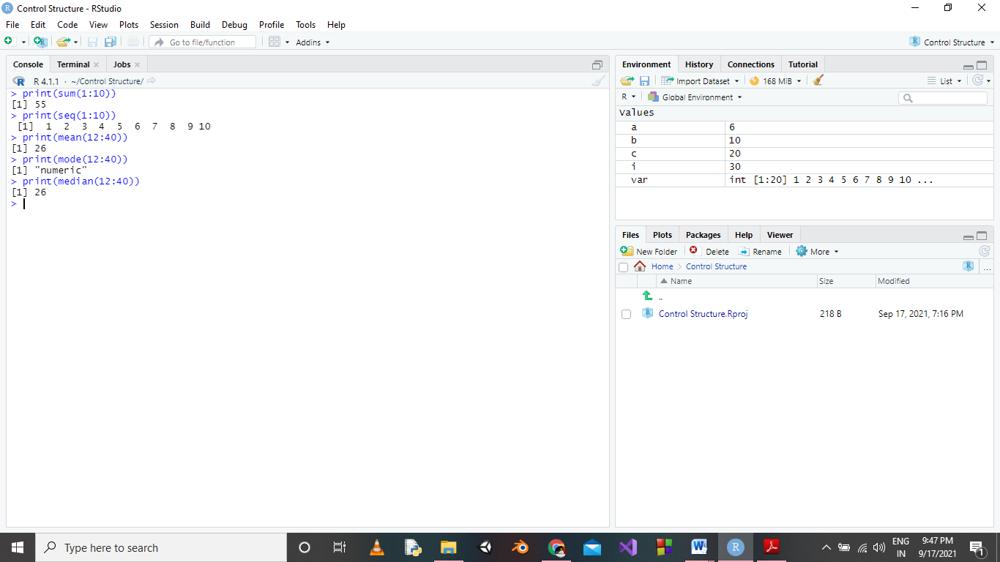 Control Structure - RStudio
File Edit Code View Plots Session Build Debug Profile Tools Help
Go to file/function Addins Control Structure
Console Terminal Jobs
R 4.1.1 · ~/Control Structure/
> print(sum(1:10))
[1] 55
> print(seq(1:10))
[1] 1 2 3 4 5 6 7 8 9 10
> print(mean(12:40))
[1] 26
> print(mode(12:40))
[1] "numeric"
> print(median(12:40))
[1] 26
>
Environment History Connections Tutorial
Import Dataset 168 MiB List
R Global Environment
Values
a 6
b 10
c 20
i 30
var int [1:20] 1 2 3 4 5 6 7 8 9 10 ...
Files Plots Packages Help Viewer
New Folder Delete Rename More
Home Control Structure ...
Name Size Modified
..
Control Structure.Rproj 218 B Sep 17, 2021, 7:16 PM
Type here to search
ENG 9:47 PM
IN 9/17/2021 1